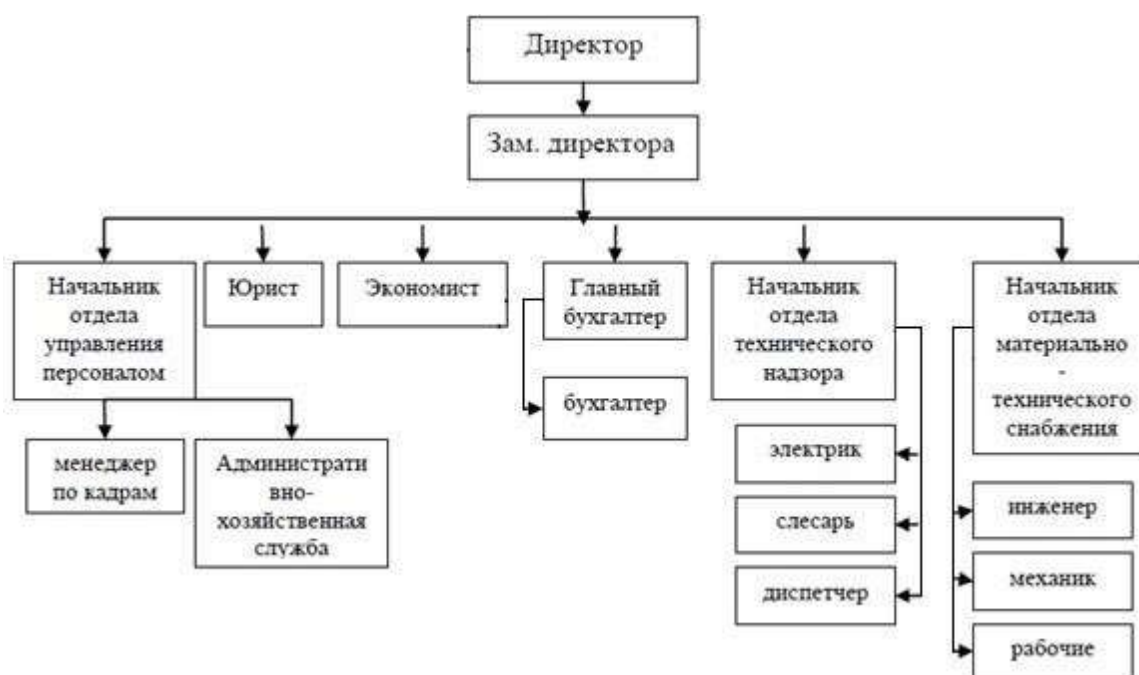 Директор
Зам. директора
Начальник
отдела
управления
персоналом
Юрист
Экономист
Главный
бухгалтер
Начальник
отдела
технического
надзора
Начальник
отдела
материально
-
технического
снабжения
менеджер
по кадрам
Администрати
вно-
хозяйственная
служба
бухгалтер
электрик
слесарь
диспетчер
инженер
механик
рабочие